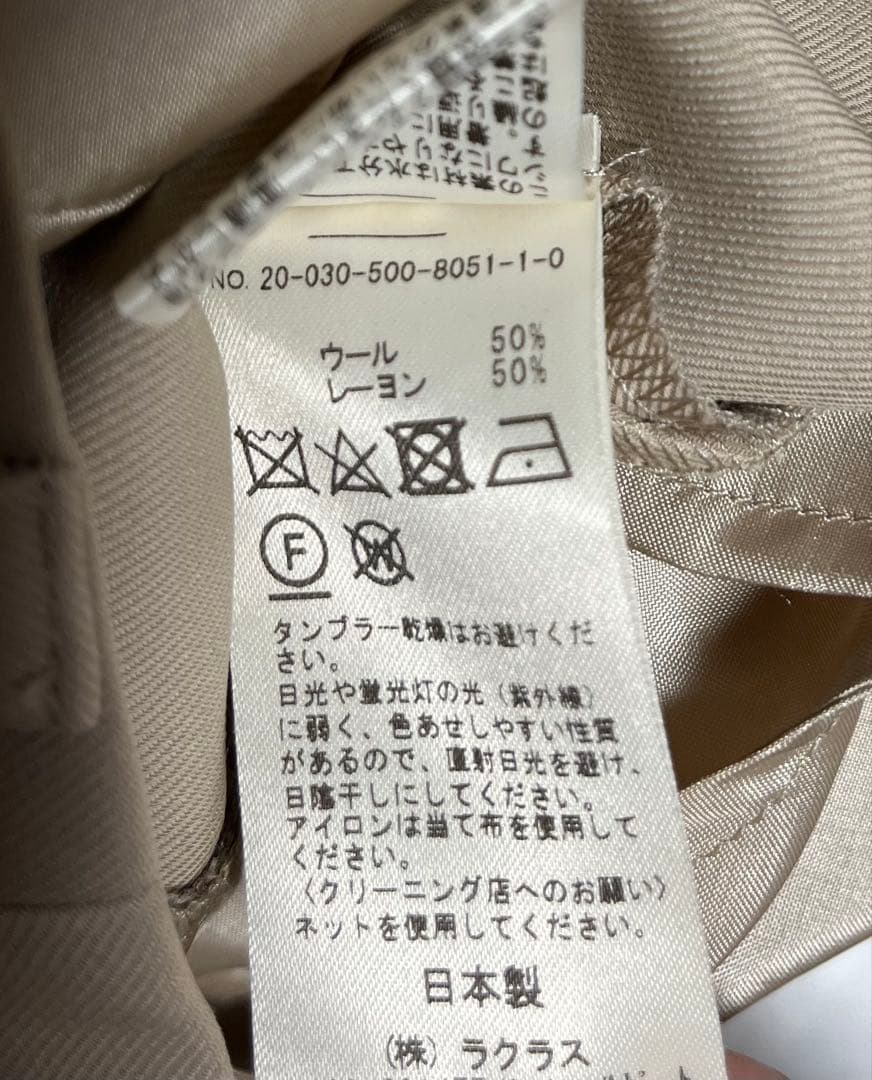 NO. 20-030-500-8051-1-0
ウール 50%
レーヨン 50%
F
W
タンブラー乾燥はお避けくだ
さい。
日光や蛍光灯の光(紫外線)
に弱く、色あせしやすい性質
があるので、直射日光を避け、
日陰干しにしてください。
アイロンは当て布を使用して
ください。
〈クリーニング店へのお願い〉
ネットを使用してください。
日本製
(株) ラクラス